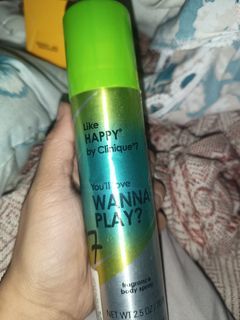 Like
HAPPY®
by Clinique®?
You'll love
WANNA
PLAY?
fragrance
body spray
NET WT 2.5 OZ